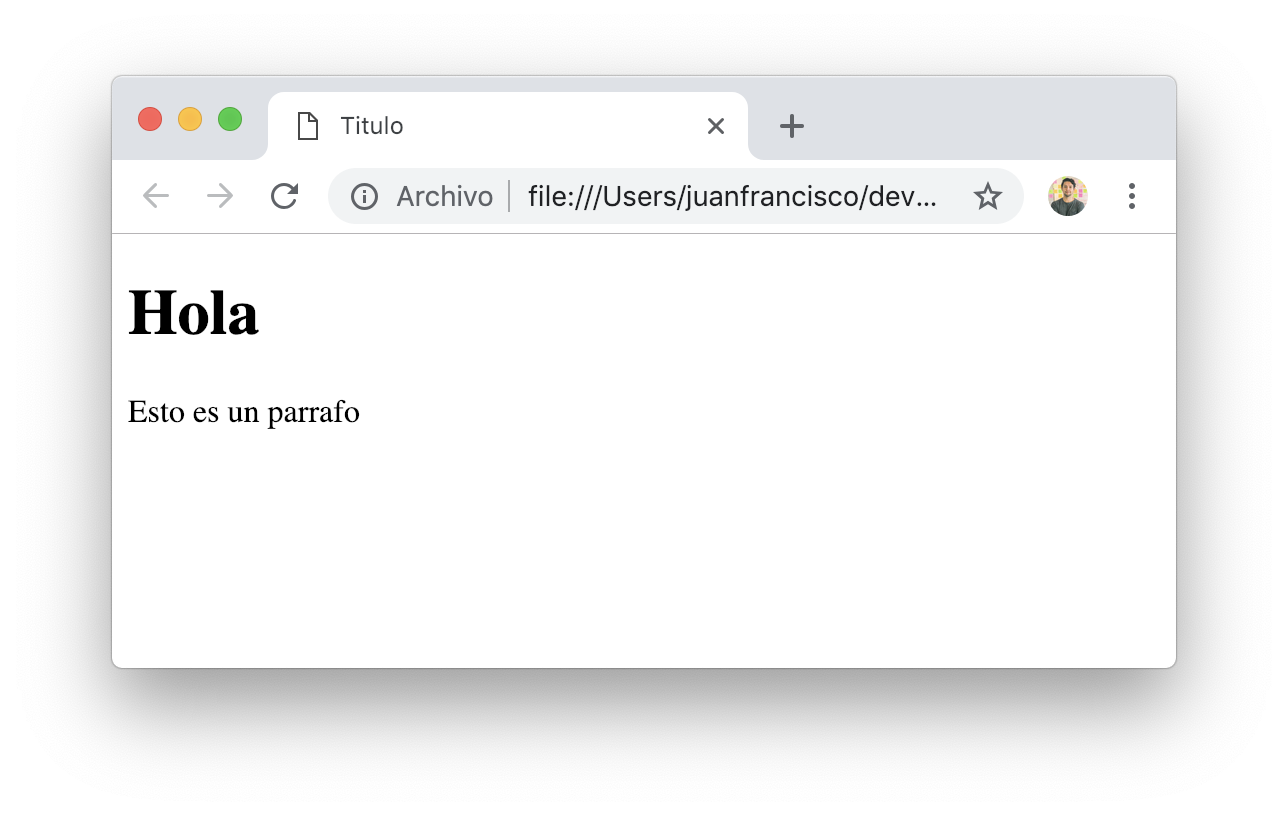 Titulo
Archivo file:///Users/juanfrancisco/dev...
Hola
Esto es un parrafo